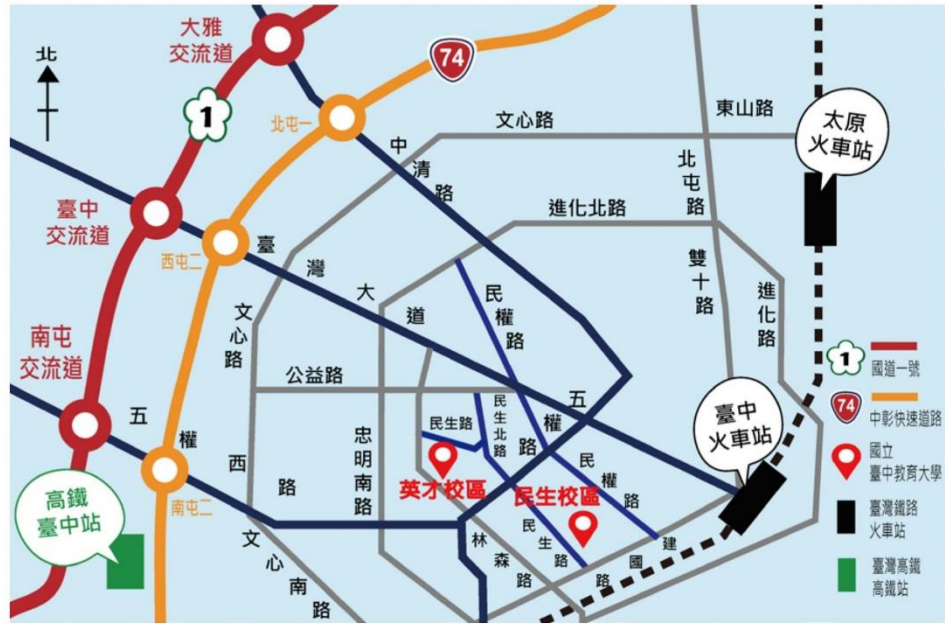 大雅
交流道
北
74
1
北屯一
中清路
文心路
東山路
太原
火車站
北屯路
臺中
交流道
西屯二
臺灣大道
進化北路
雙十路
進化路
民權路
文心路
南屯
交流道
公益路
1
國道一號
74
中彰快速道路
五權西路
忠明南路
民生路
民生北路
五權路
臺中
火車站
國立
臺中教育大學
英才校區
民生校區
民權路
高鐵
臺中站
南屯二
臺灣鐵路
火車站
文心南路
林森路
民生路
建國路
臺灣高鐵
高鐵站